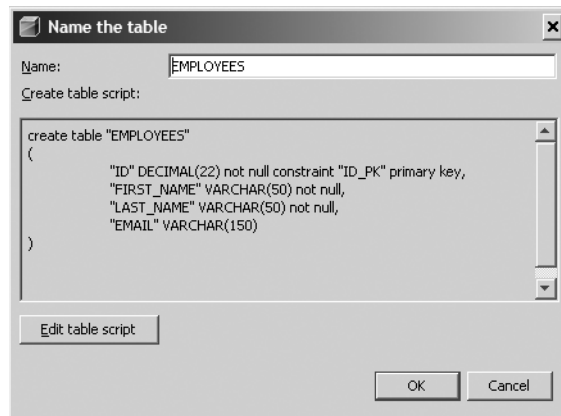 Name the table
Name: EMPLOYEES
Create table script:
create table "EMPLOYEES"
(
"ID" DECIMAL(22) not null constraint "ID_PK" primary key,
"FIRST_NAME" VARCHAR(50) not null,
"LAST_NAME" VARCHAR(50) not null,
"EMAIL" VARCHAR(150)
)
Edit table script
OK Cancel